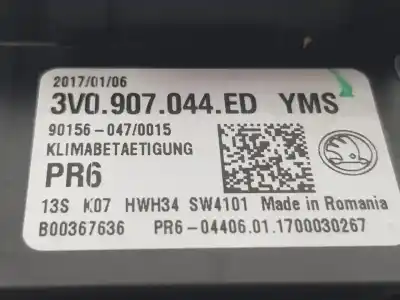 2017/01/06
3V0.907.044.ED YMS
90156-047/0015
KLIMABETAETIGUNG
PR6
13S K07 HWH34 SW4101 Made in Romania
B00367636 PR6-04406.01.1700030267